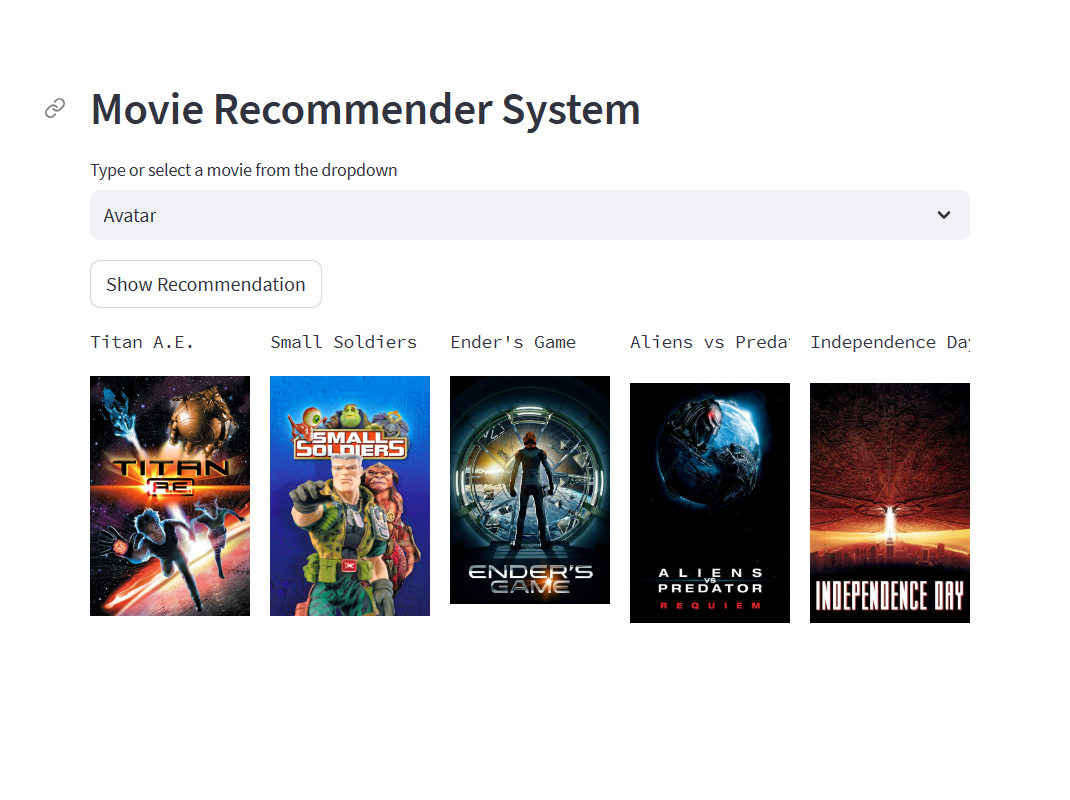 Movie Recommender System
Type or select a movie from the dropdown
Avatar
Show Recommendation
Titan A.E.
Small Soldiers
Ender's Game
Aliens vs Preda
Independence Day
TITAN
A.E.
SMALL
SOLDIERS
ENDER'S
GAME
ALIENS
VS
PREDATOR
REQUIEM
INDEPENDENCE DAY